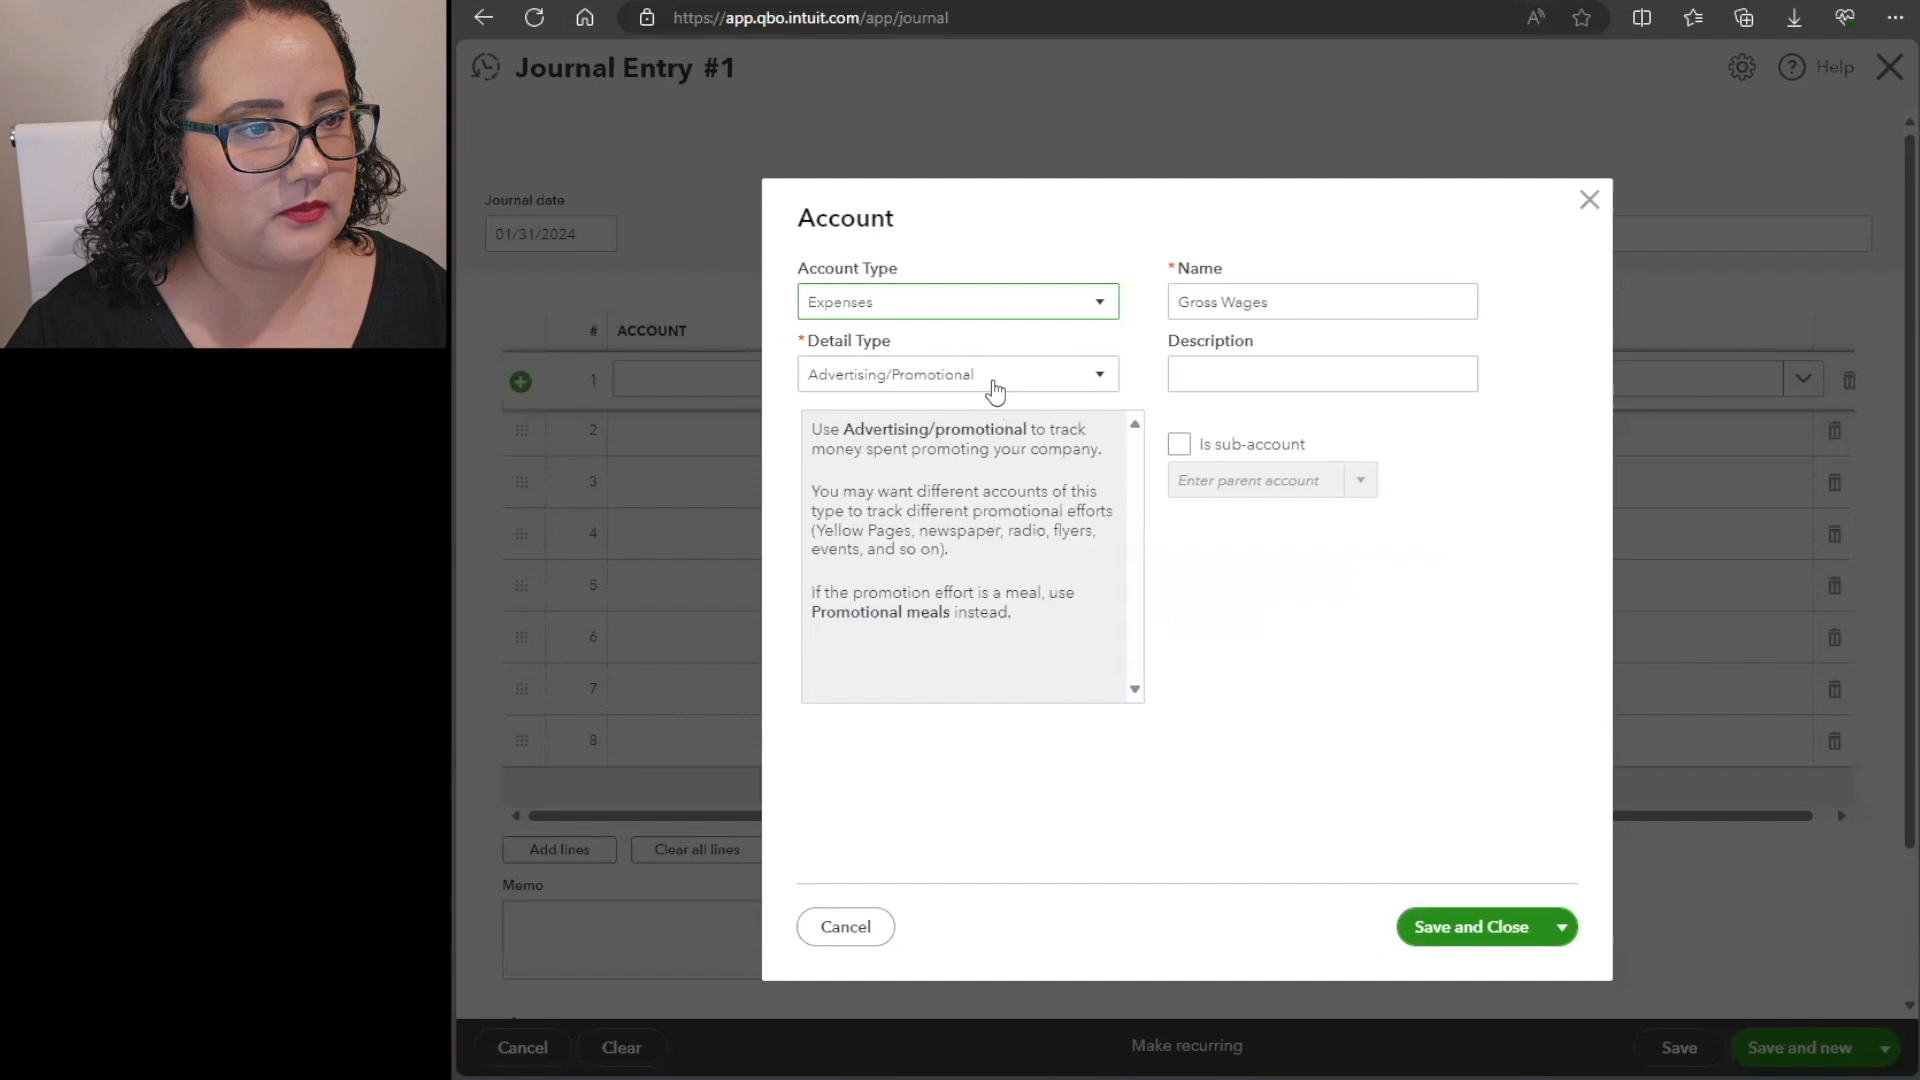 https://app.qbo.intuit.com/app/journal
Journal Entry #1
Help
Journal date
01/31/2024
# ACCOUNT
1
2
3
4
5
6
7
8
Add lines
Clear all lines
Memo
Account
Account Type
Expenses
* Name
Gross Wages
* Detail Type
Advertising/Promotional
Description
Use Advertising/promotional to track
money spent promoting your company.
You may want different accounts of this
type to track different promotional efforts
(Yellow Pages, newspaper, radio, flyers,
events, and so on).
If the promotion effort is a meal, use
Promotional meals instead.
Is sub-account
Enter parent account
Cancel
Save and Close
Cancel
Clear
Make recurring
Save
Save and new